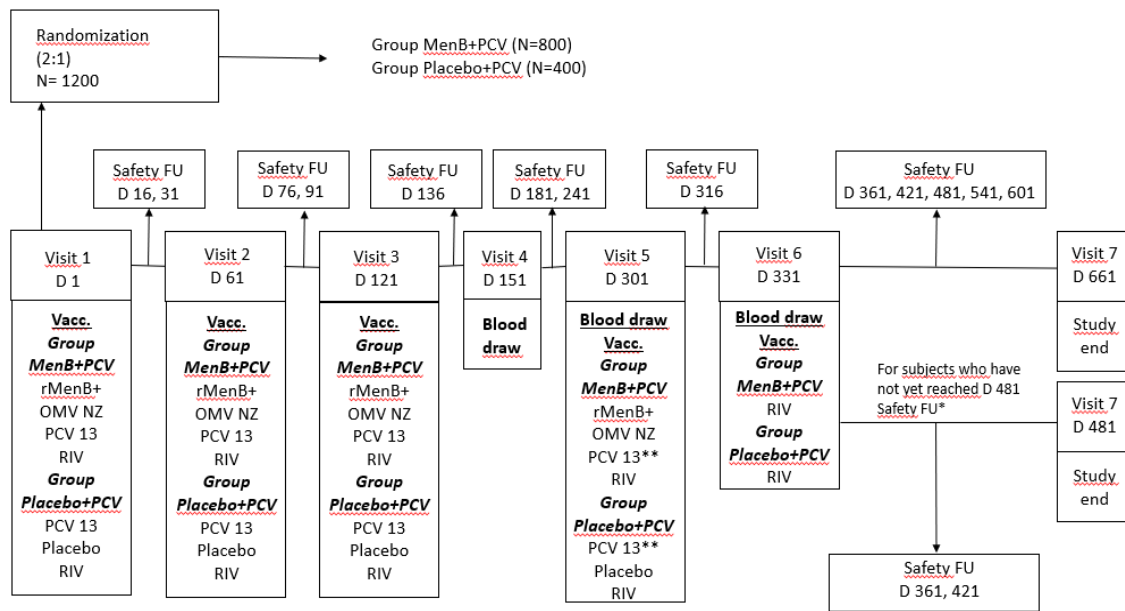 Randomization
(2:1)
N= 1200
Group MenB+PCV (N=800)
Group Placebo+PCV (N=400)
Safety FU
D 16, 31
Safety FU
D 76, 91
Safety FU
D 136
Safety FU
D 181, 241
Safety FU
D 316
Safety FU
D 361, 421, 481, 541, 601
Visit 1
D 1
Vacc.
Group
MenB+PCV
rMenB+
OMV NZ
PCV 13
RIV
Group
Placebo+PCV
PCV 13
Placebo
RIV
Visit 2
D 61
Vacc.
Group
MenB+PCV
rMenB+
OMV NZ
PCV 13
RIV
Group
Placebo+PCV
PCV 13
Placebo
RIV
Visit 3
D 121
Vacc.
Group
MenB+PCV
rMenB+
OMV NZ
PCV 13
RIV
Group
Placebo+PCV
PCV 13
Placebo
RIV
Visit 4
D 151
Blood
draw
Visit 5
D 301
Blood draw
Vacc.
Group
MenB+PCV
rMenB+
OMV NZ
PCV 13**
RIV
Group
Placebo+PCV
PCV 13**
Placebo
RIV
Visit 6
D 331
Blood draw
Vacc.
Group
MenB+PCV
RIV
Group
Placebo+PCV
RIV
Visit 7
D 661
Study
end
For subjects who have
not yet reached D 481
Safety FU*
Visit 7
D 481
Study
end
Safety FU
D 361, 421